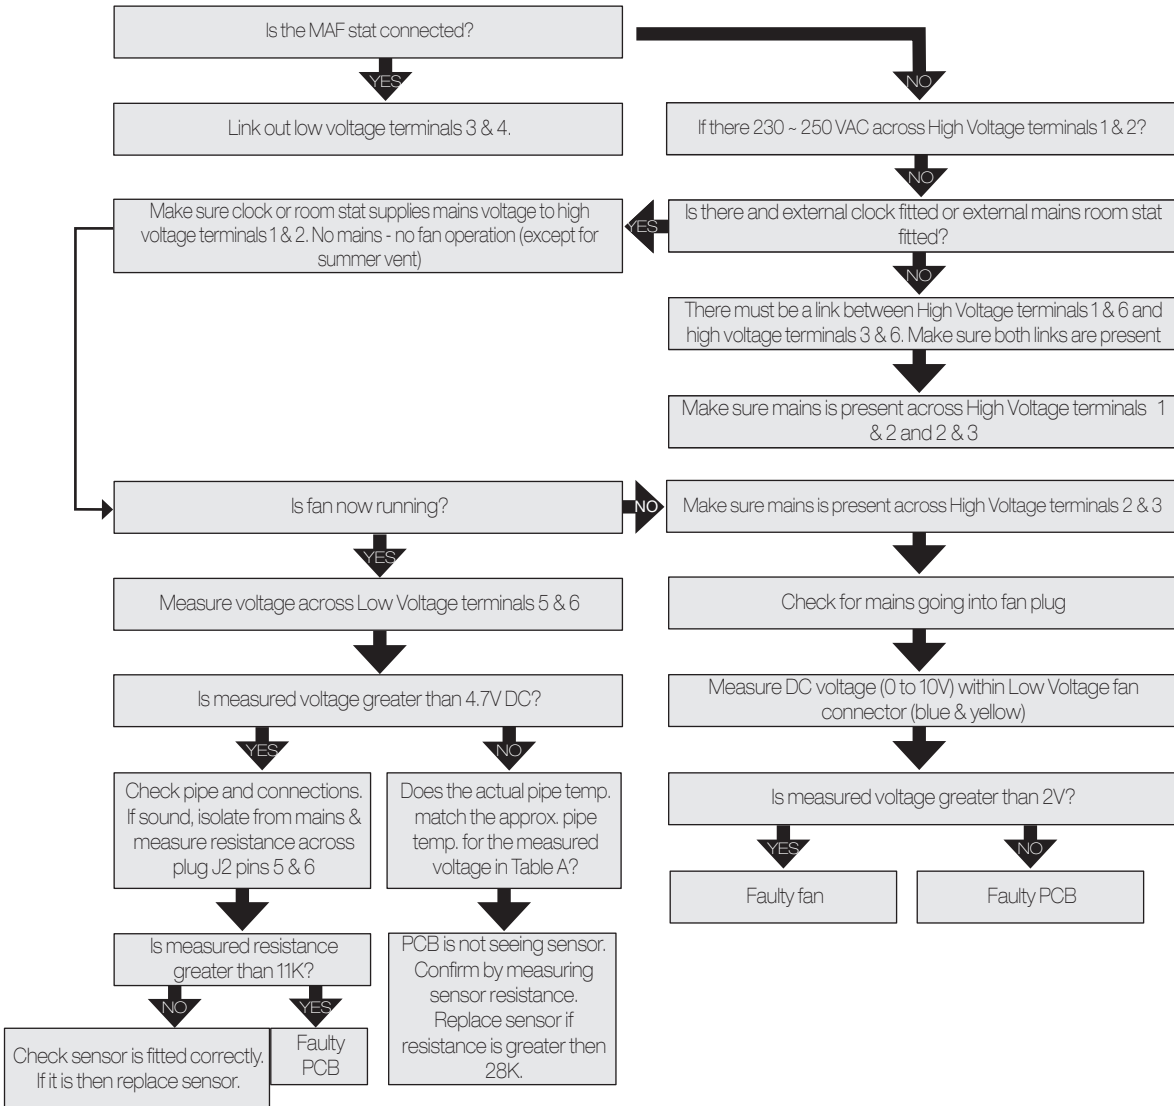 Is the MAF stat connected?
YES
NO
Link out low voltage terminals 3 & 4.
If there 230 ~ 250 VAC across High Voltage terminals 1 & 2?
NO
Make sure clock or room stat supplies mains voltage to high
voltage terminals 1 & 2. No mains - no fan operation (except for
summer vent)
YES
Is there and external clock fitted or external mains room stat
fitted?
NO
There must be a link between High Voltage terminals 1 & 6 and
high voltage terminals 3 & 6. Make sure both links are present
Make sure mains is present across High Voltage terminals 1
& 2 and 2 & 3
Is fan now running?
NO
Make sure mains is present across High Voltage terminals 2 & 3
YES
Measure voltage across Low Voltage terminals 5 & 6
Check for mains going into fan plug
Is measured voltage greater than 4.7V DC?
Measure DC voltage (0 to 10V) within Low Voltage fan
connector (blue & yellow)
YES
NO
Check pipe and connections.
If sound, isolate from mains &
measure resistance across
plug J2 pins 5 & 6
Does the actual pipe temp.
match the approx. pipe
temp. for the measured
voltage in Table A?
Is measured voltage greater than 2V?
YES
NO
Faulty fan
Faulty PCB
Is measured resistance
greater than 11K?
PCB is not seeing sensor.
Confirm by measuring
sensor resistance.
Replace sensor if
resistance is greater then
28K.
NO
YES
Check sensor is fitted correctly.
If it is then replace sensor.
Faulty
PCB